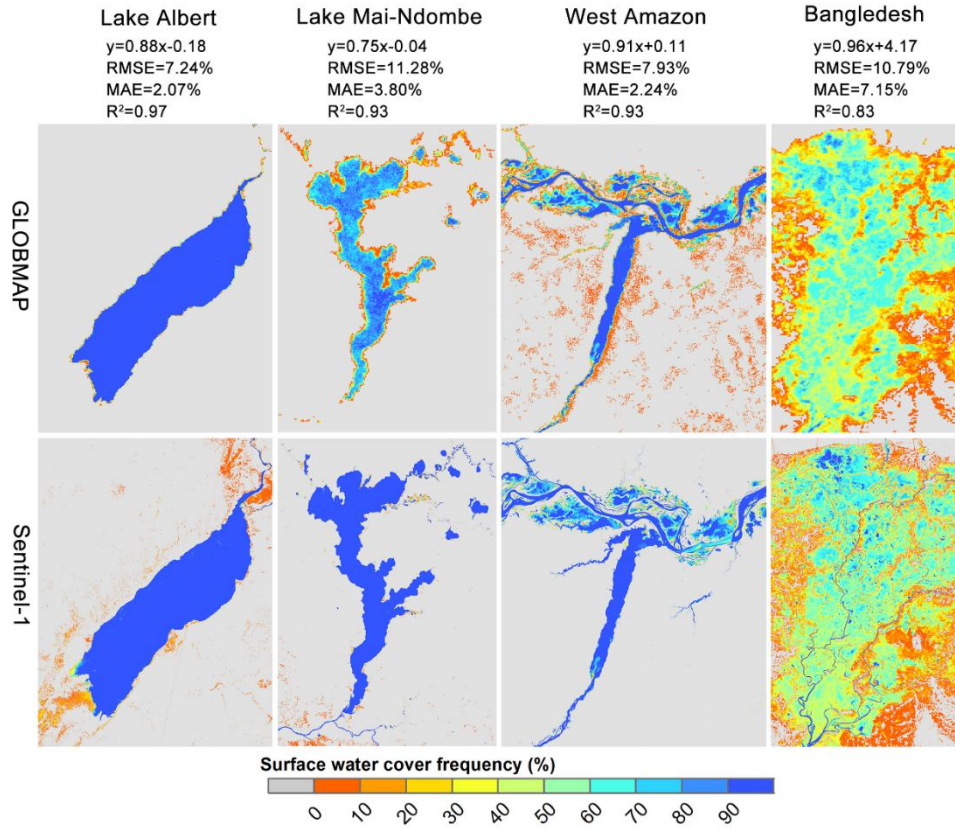 Lake Albert
y=0.88x-0.18
RMSE=7.24%
MAE=2.07%
R²=0.97
Lake Mai-Ndombe
y=0.75x-0.04
RMSE=11.28%
MAE=3.80%
R²=0.93
West Amazon
y=0.91x+0.11
RMSE=7.93%
MAE=2.24%
R²=0.93
Bangledesh
y=0.96x+4.17
RMSE=10.79%
MAE=7.15%
R²=0.83
GLOBMAP
Sentinel-1
Surface water cover frequency (%)
0 10 20 30 40 50 60 70 80 90